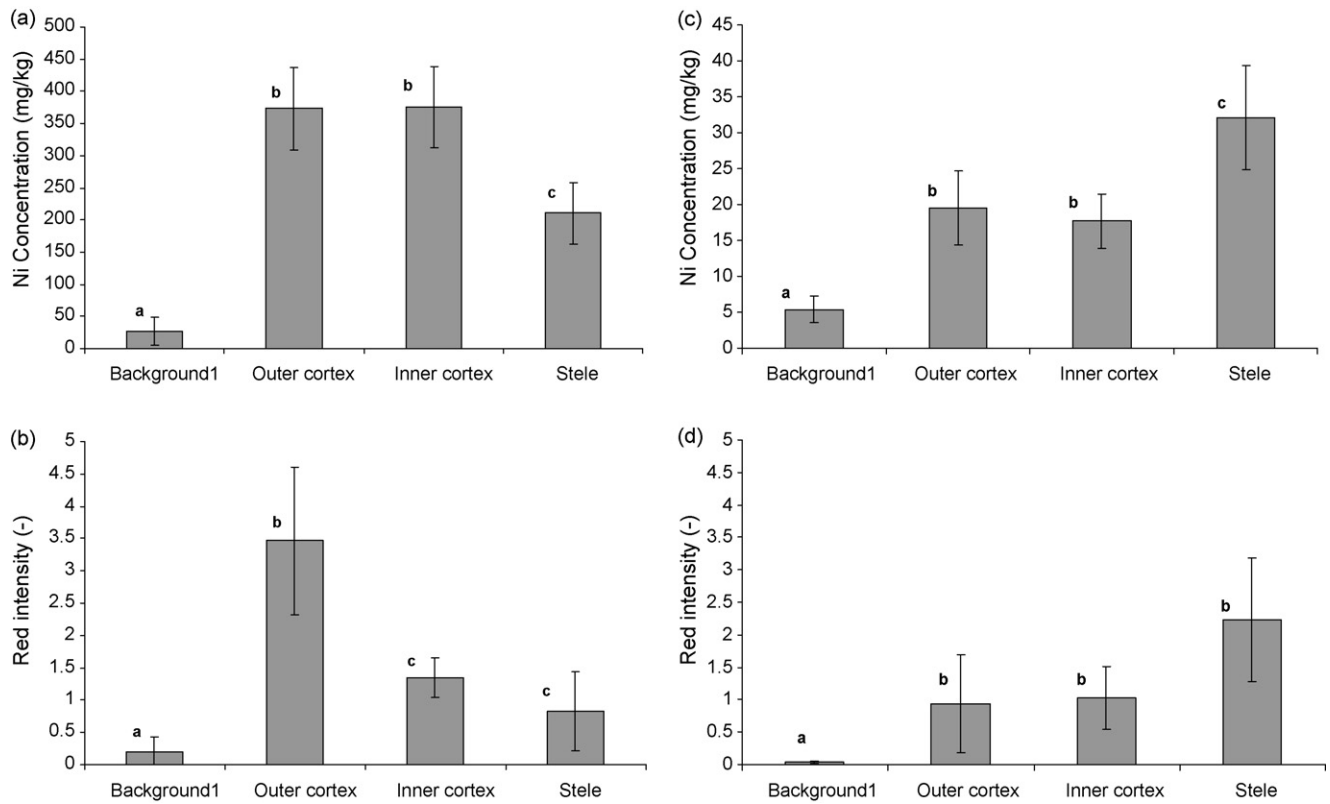 (a)
Ni Concentration (mg/kg)
500
450
400
350
300
250
200
150
100
50
0
a
b
b
c
Background1 Outer cortex Inner cortex Stele
(c)
Ni Concentration (mg/kg)
45
40
35
30
25
20
15
10
5
0
a
b
b
c
Background1 Outer cortex Inner cortex Stele
(b)
Red intensity (-)
5
4.5
4
3.5
3
2.5
2
1.5
1
0.5
0
a
b
c
c
Background1 Outer cortex Inner cortex Stele
(d)
Red intensity (-)
5
4.5
4
3.5
3
2.5
2
1.5
1
0.5
0
a
b
b
b
Background1 Outer cortex Inner cortex Stele